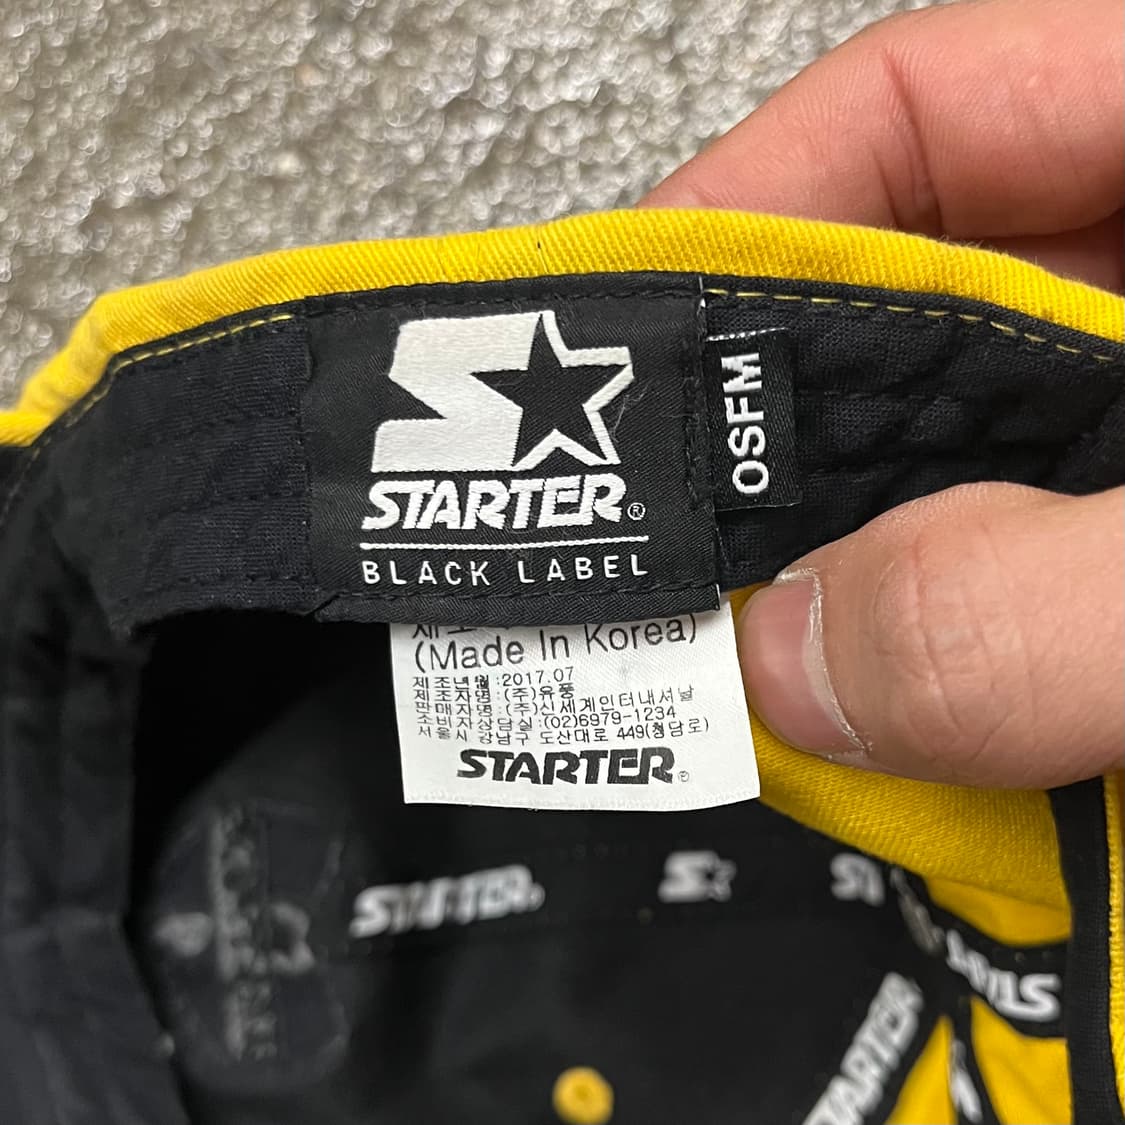 STARTER®
BLACK LABEL
OSFM
(Made In Korea)
제조년월:2017.07
제조자명:(주)유풍
판매자명:(주)신세계인터내셔날
소비자상담실:(02)6979-1234
서울시 강남구 도산대로 449(청담로)
STARTER®
STARTER®
STARTER
STARTER